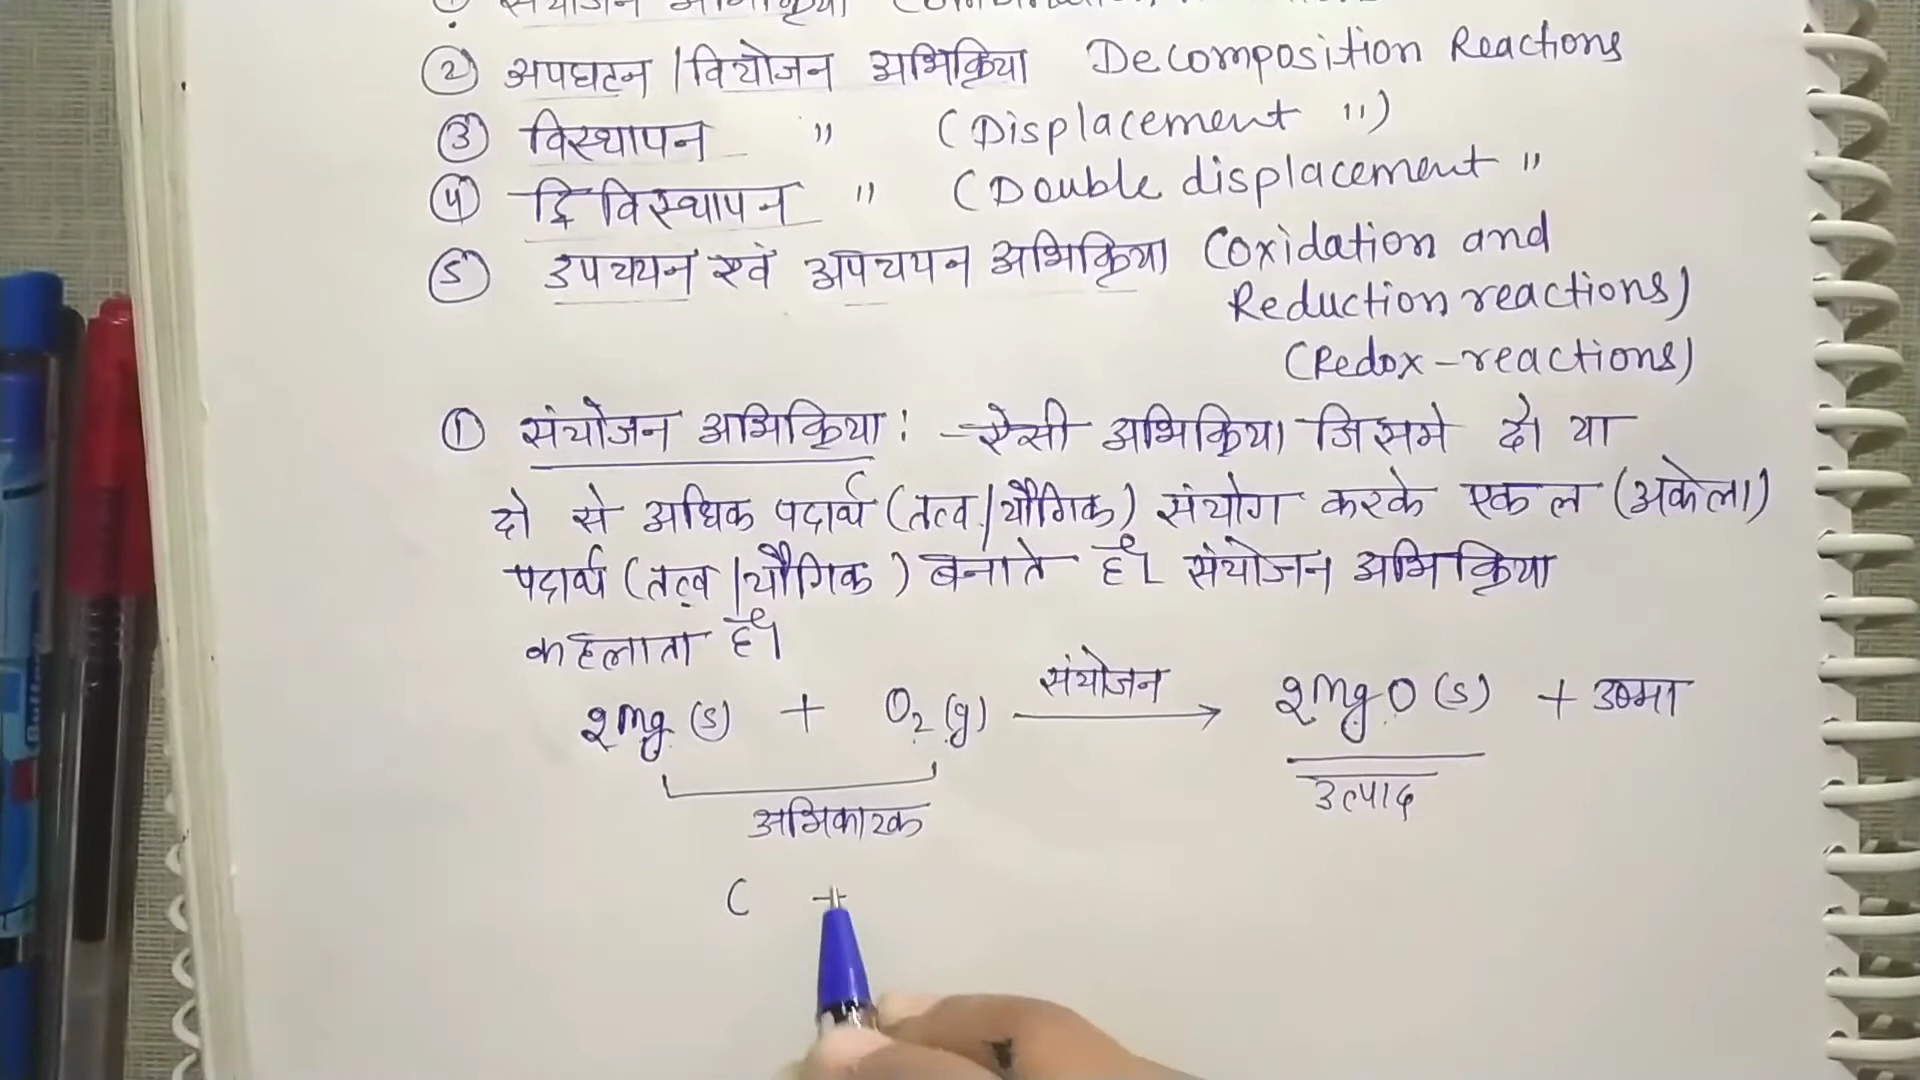 ② अपघटन / वियोजन अभिक्रिया Decomposition Reactions
③ विस्थापन " (Displacement ")
④ द्वि विस्थापन " (Double displacement "
⑤ उपचयन एवं अपचयन अभिक्रिया (oxidation and
Reduction reactions)
(Redox-reactions)
① संयोजन अभिक्रिया : - ऐसी अभिक्रिया जिसमे दो या
दो से अधिक पदार्थ (तत्व / यौगिक) संयोग करके एकल (अकेला)
पदार्थ (तत्व / यौगिक) बनाते है। संयोजन अभिक्रिया
कहलाता है।
2Mg (s) + O₂ (g) संयोजन → 2MgO (s) + उष्मा
अभिकारक उत्पाद
C +